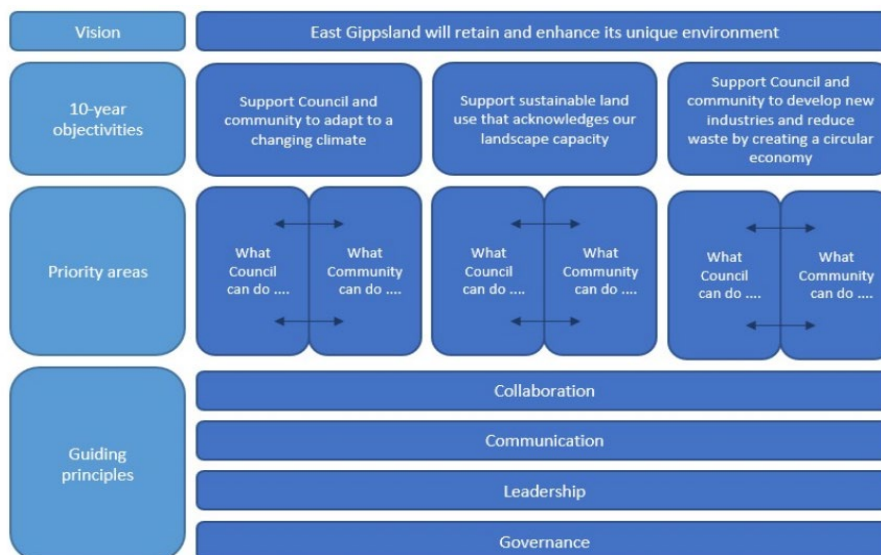 Vision
East Gippsland will retain and enhance its unique environment
10-year
objectivities
Support Council and
community to adapt to a
changing climate
Support sustainable land
use that acknowledges our
landscape capacity
Support Council and
community to develop new
industries and reduce
waste by creating a circular
economy
Priority areas
What
Council
can do ....
What
Community
can do ....
What
Council
can do ....
What
Community
can do ....
What
Council
can do ....
What
Community
can do ....
Guiding
principles
Collaboration
Communication
Leadership
Governance